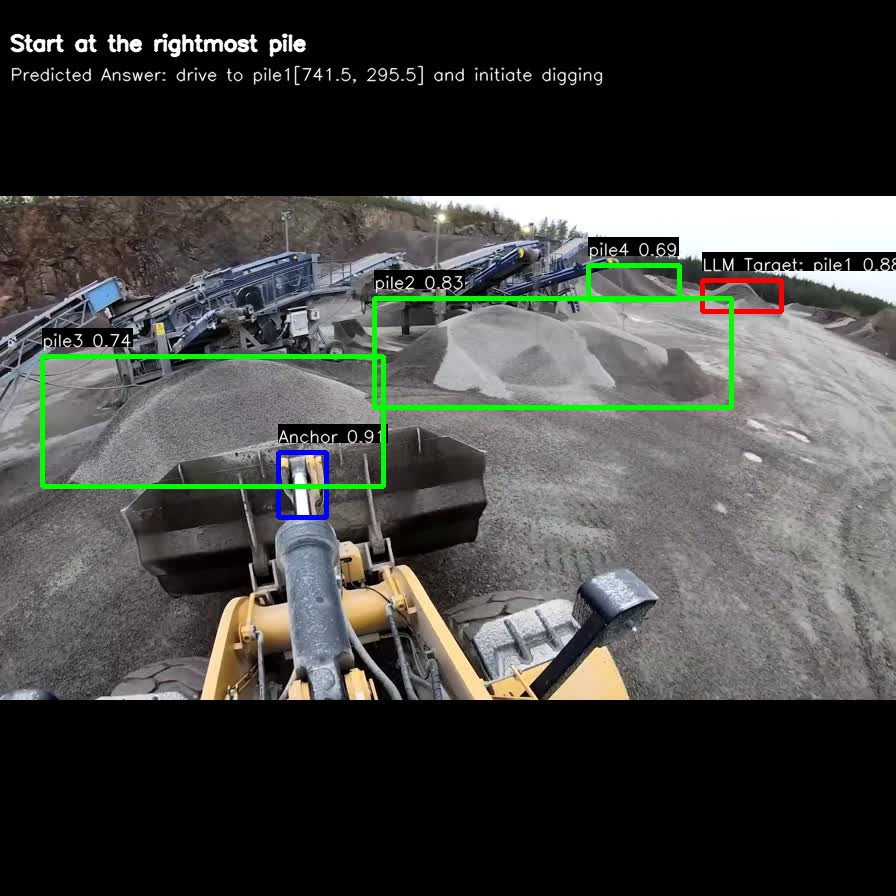 Start at the rightmost pile
Predicted Answer: drive to pile1[741.5, 295.5] and initiate digging
pile4 0.69
LLM Target: pile1 0.88
pile2 0.83
pile3 0.74
Anchor 0.91